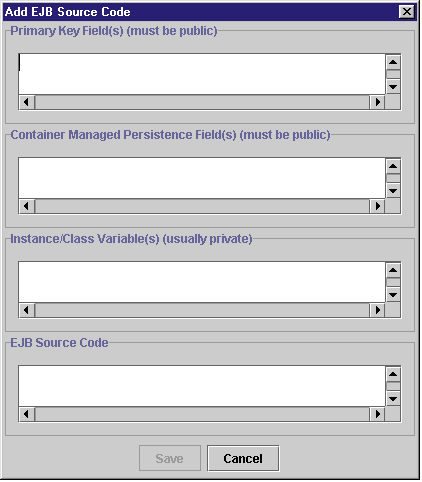 Add EJB Source Code
Primary Key Field(s) (must be public)
Container Managed Persistence Field(s) (must be public)
Instance/Class Variable(s) (usually private)
EJB Source Code
Save Cancel